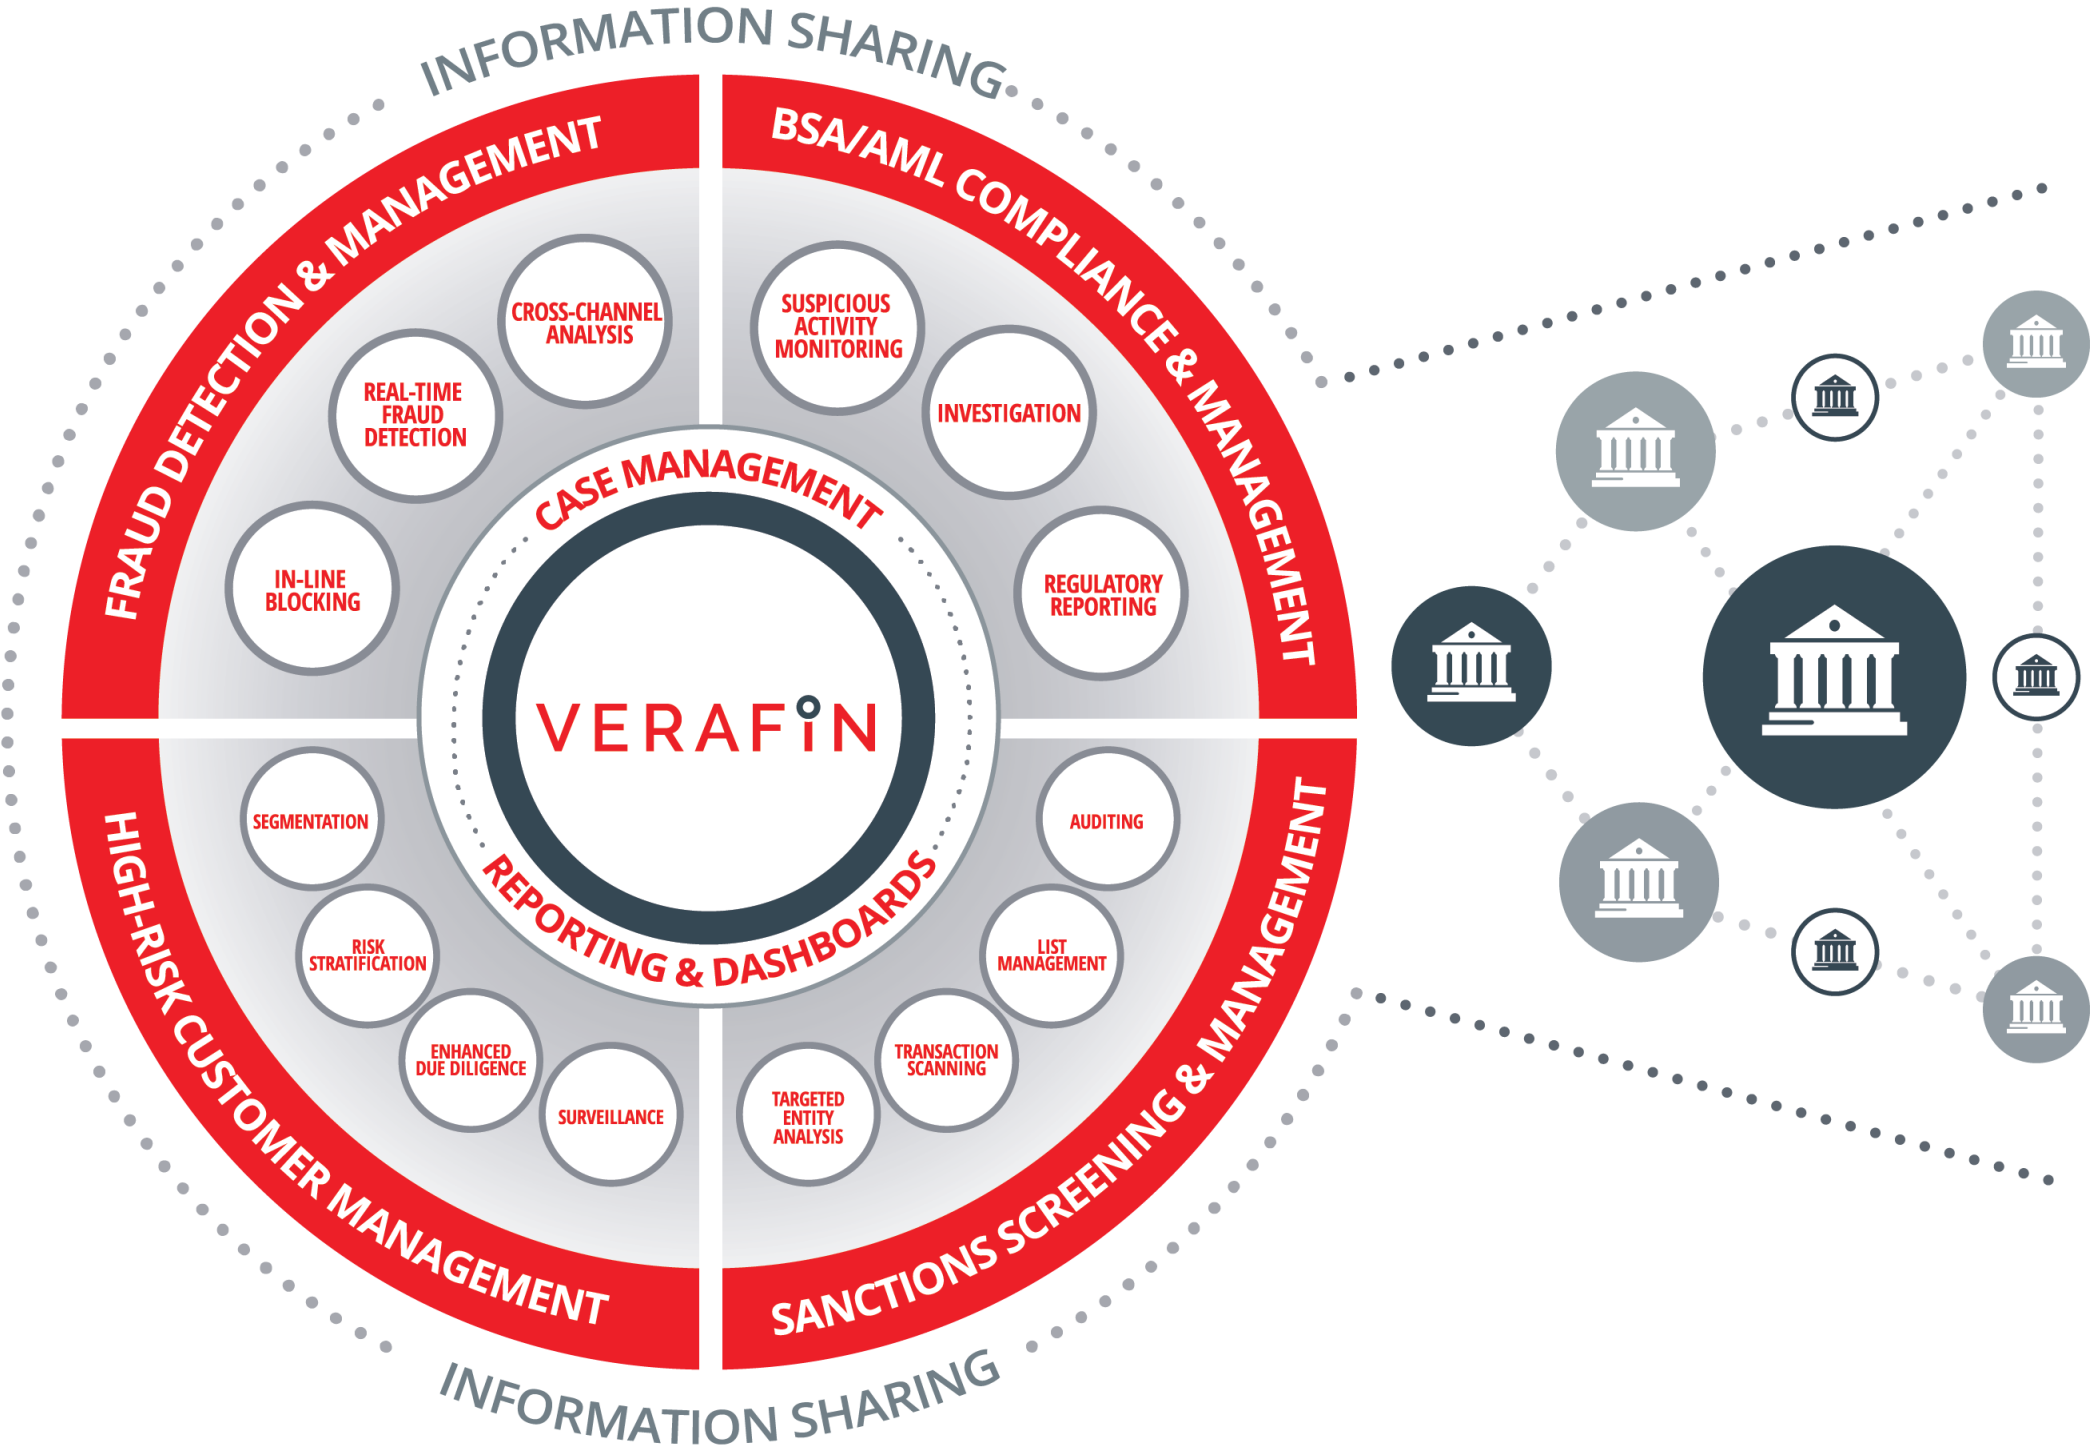 INFORMATION SHARING
FRAUD DETECTION & MANAGEMENT
BSA/AML COMPLIANCE & MANAGEMENT
CROSS-CHANNEL
ANALYSIS
REAL-TIME
FRAUD
DETECTION
IN-LINE
BLOCKING
SUSPICIOUS
ACTIVITY
MONITORING
INVESTIGATION
REGULATORY
REPORTING
CASE MANAGEMENT
VERAFIN
REPORTING & DASHBOARDS
SEGMENTATION
RISK
STRATIFICATION
ENHANCED
DUE DILIGENCE
SURVEILLANCE
AUDITING
LIST
MANAGEMENT
TRANSACTION
SCANNING
TARGETED
ENTITY
ANALYSIS
HIGH-RISK CUSTOMER MANAGEMENT
SANCTIONS SCREENING & MANAGEMENT
INFORMATION SHARING